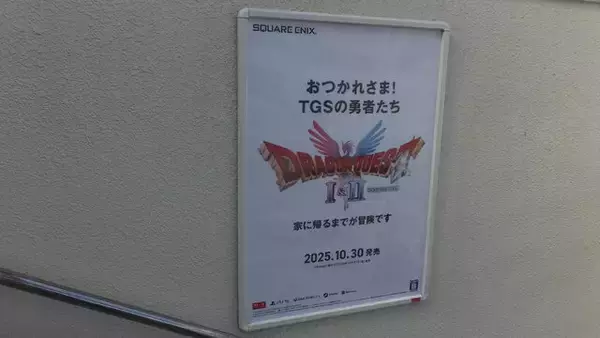 SQUARE ENIX.
おつかれさま!
TGSの勇者たち
DRAGON QUEST
I&II
家に帰るまでが冒険です
2025.10.30 発売